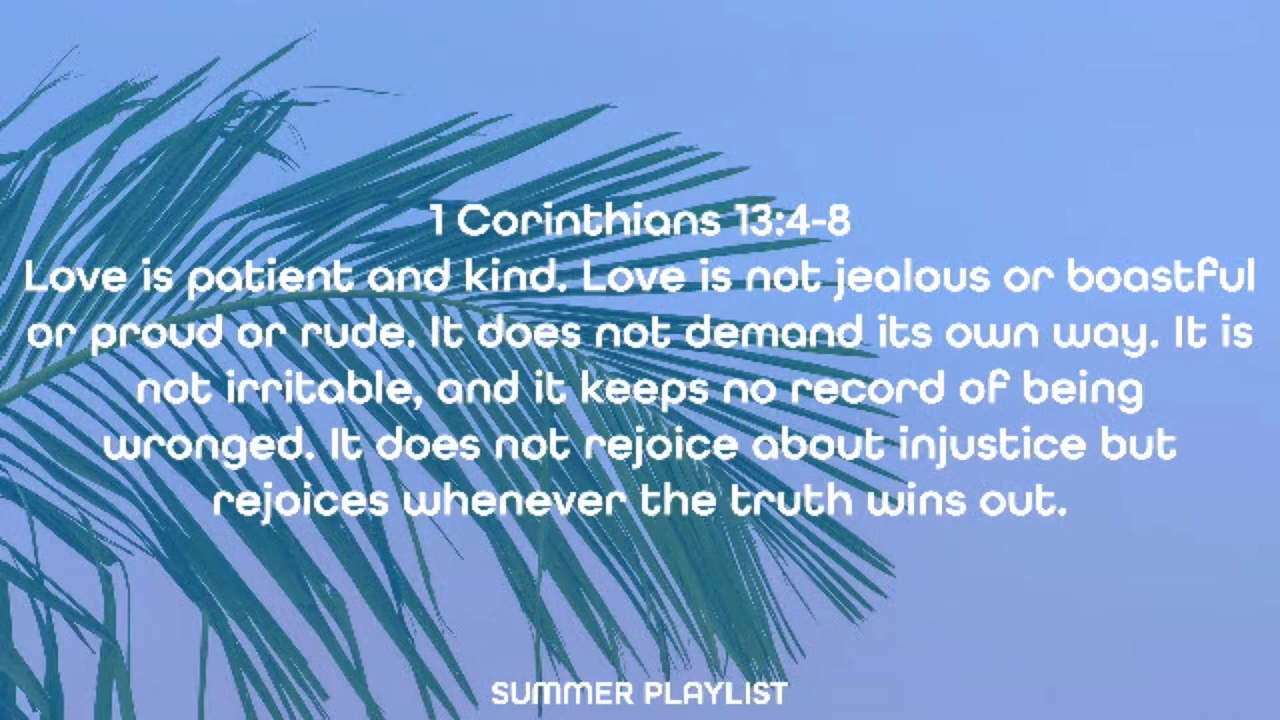 1 Corinthians 13:4-8
Love is patient and kind. Love is not jealous or boastful
or proud or rude. It does not demand its own way. It is
not irritable, and it keeps no record of being
wronged. It does not rejoice about injustice but
rejoices whenever the truth wins out.
SUMMER PLAYLIST